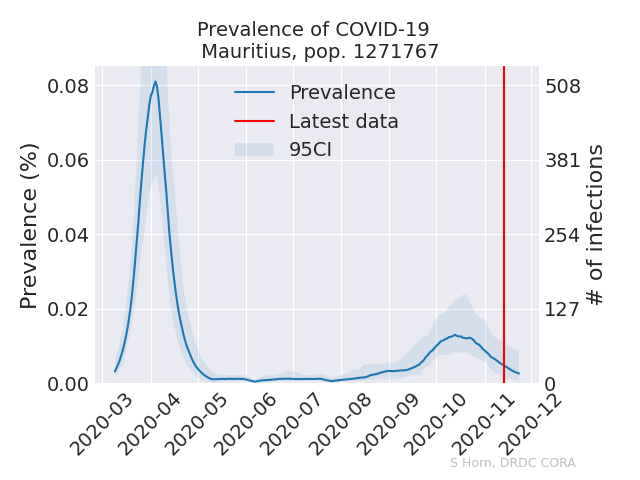 Prevalence of COVID-19
Mauritius, pop. 1271767
Prevalence (%)
0.08
0.06
0.04
0.02
0.00
Prevalence
Latest data
95CI
508
381
254
127
0
# of infections
2020-03
2020-04
2020-05
2020-06
2020-07
2020-08
2020-09
2020-10
2020-11
2020-12
S Horn, DRDC CORA